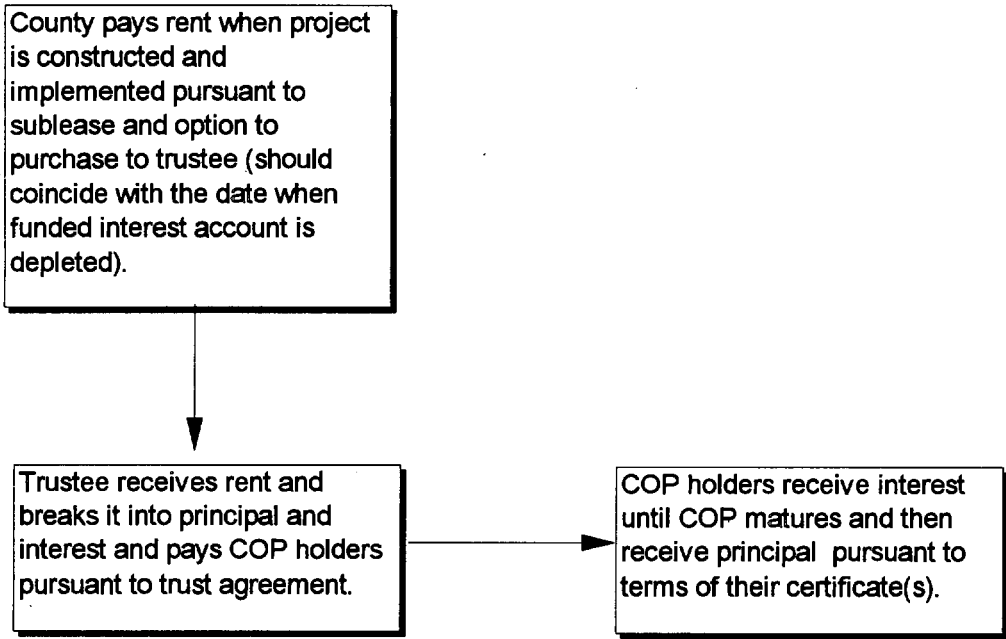 County pays rent when project
is constructed and
implemented pursuant to
sublease and option to
purchase to trustee (should
coincide with the date when
funded interest account is
depleted).
Trustee receives rent and
breaks it into principal and
interest and pays COP holders
pursuant to trust agreement.
COP holders receive interest
until COP matures and then
receive principal pursuant to
terms of their certificate(s).